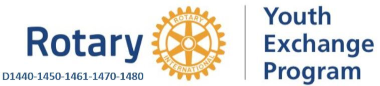 Rotary
ROTARY
INTERNATIONAL
D1440-1450-1461-1470-1480
Youth
Exchange
Program